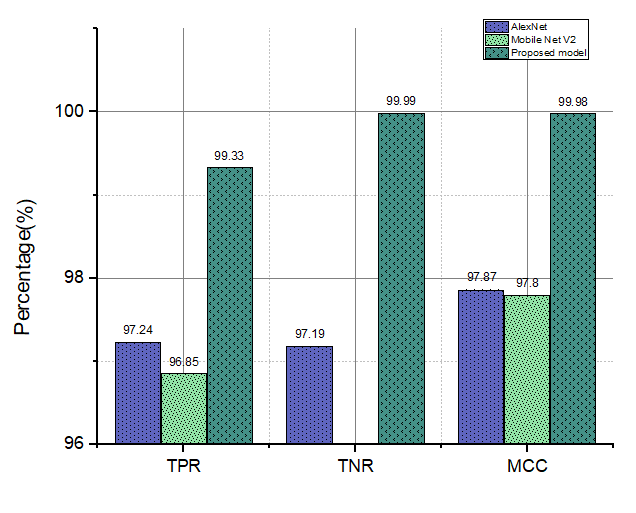 AlexNet
Mobile Net V2
Proposed model
Percentage(%)
100
98
96
97.24
96.85
99.33
97.19
99.99
97.87
97.8
99.98
TPR
TNR
MCC